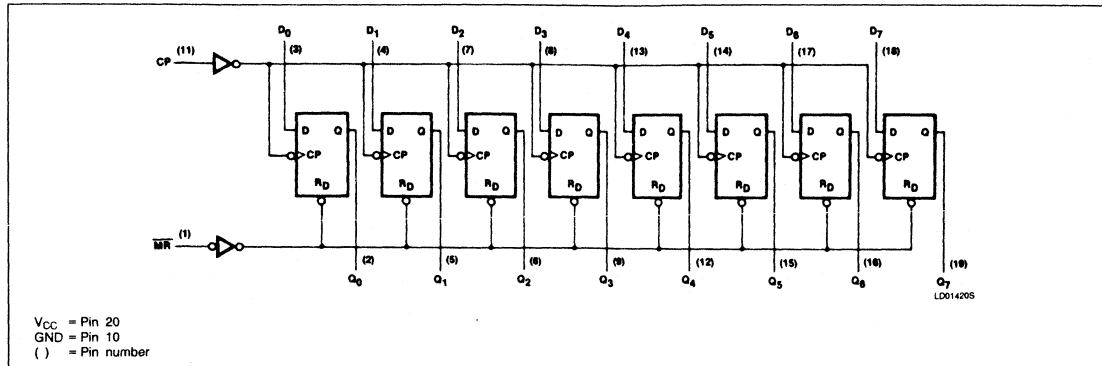 D0 D1 D2 D3 D4 D5 D6 D7
CP (11) (3) (4) (7) (8) (13) (14) (17) (18)
D Q D Q D Q D Q D Q D Q D Q D Q
CP CP CP CP CP CP CP CP
RD RD RD RD RD RD RD RD
MR (1)
(2) (5) (6) (9) (12) (15) (16) (19)
Q0 Q1 Q2 Q3 Q4 Q5 Q6 Q7
LD01420S
VCC = Pin 20
GND = Pin 10
( ) = Pin number